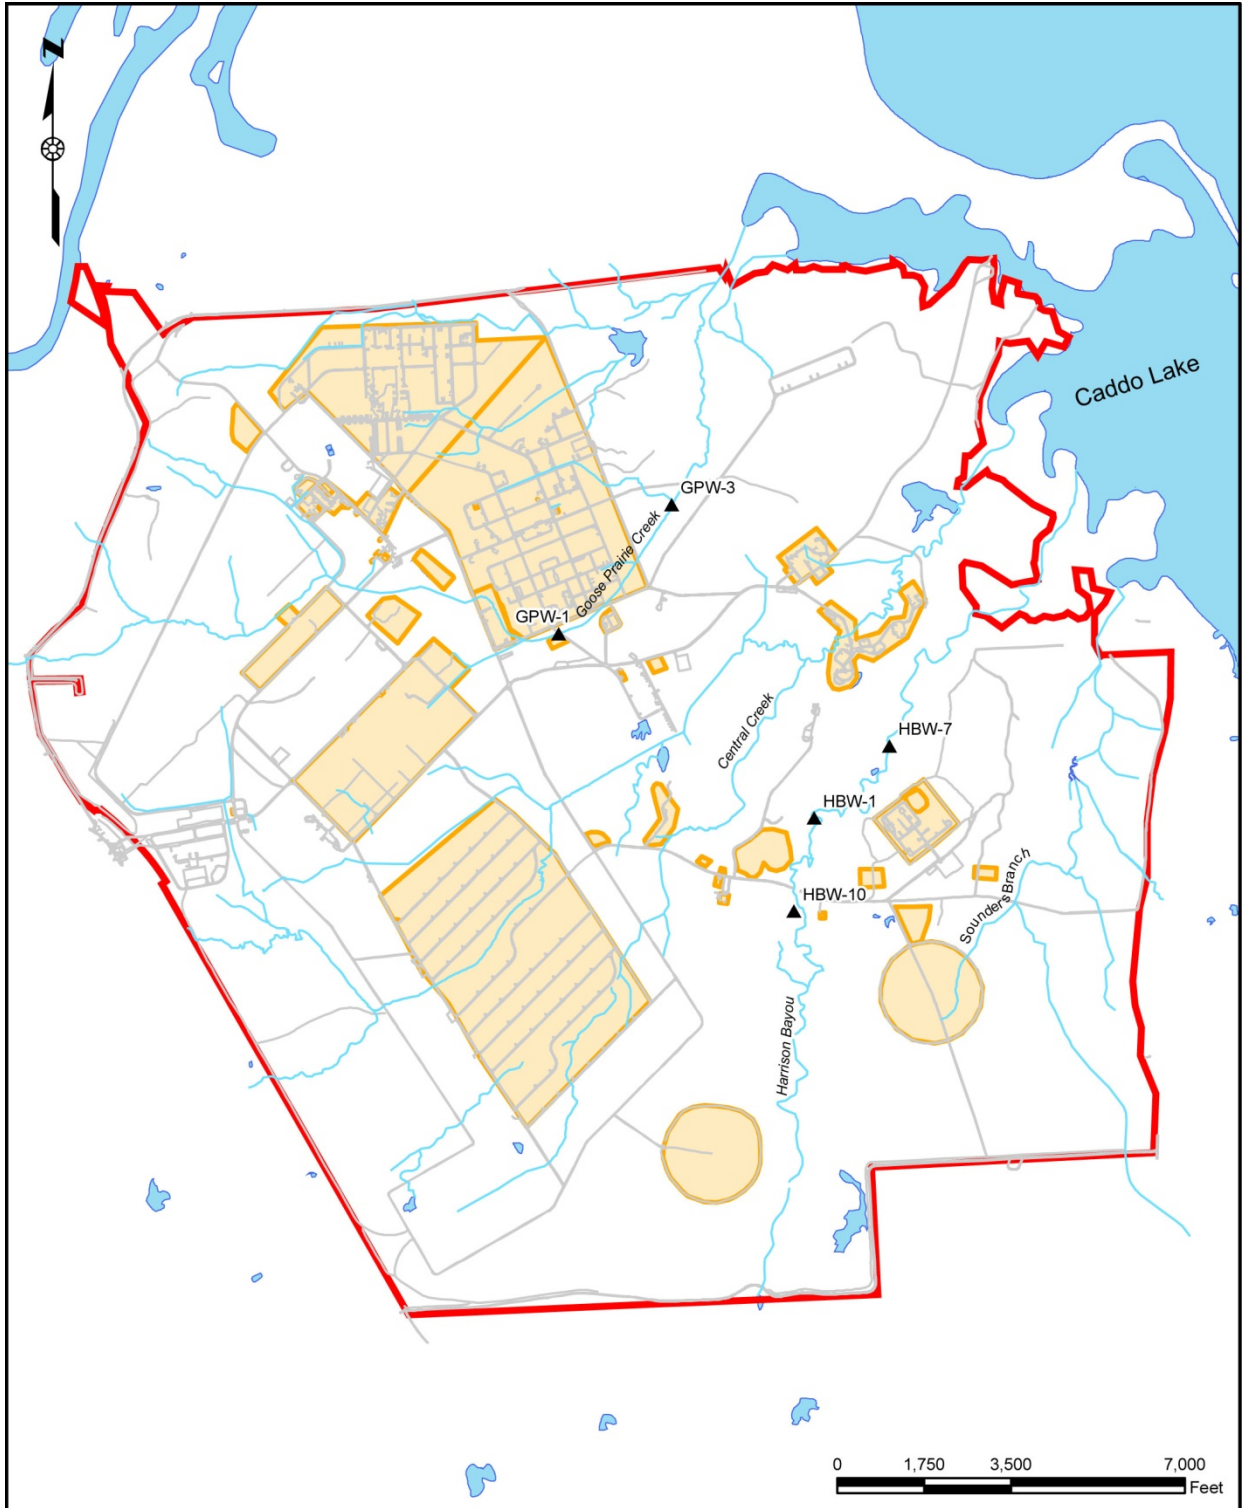 N
Caddo Lake
GPW-3
Goose Prairie Creek
GPW-1
Central Creek
HBW-7
HBW-1
HBW-10
Sounders Branch
Harrison Bayou
0 1,750 3,500 7,000
Feet